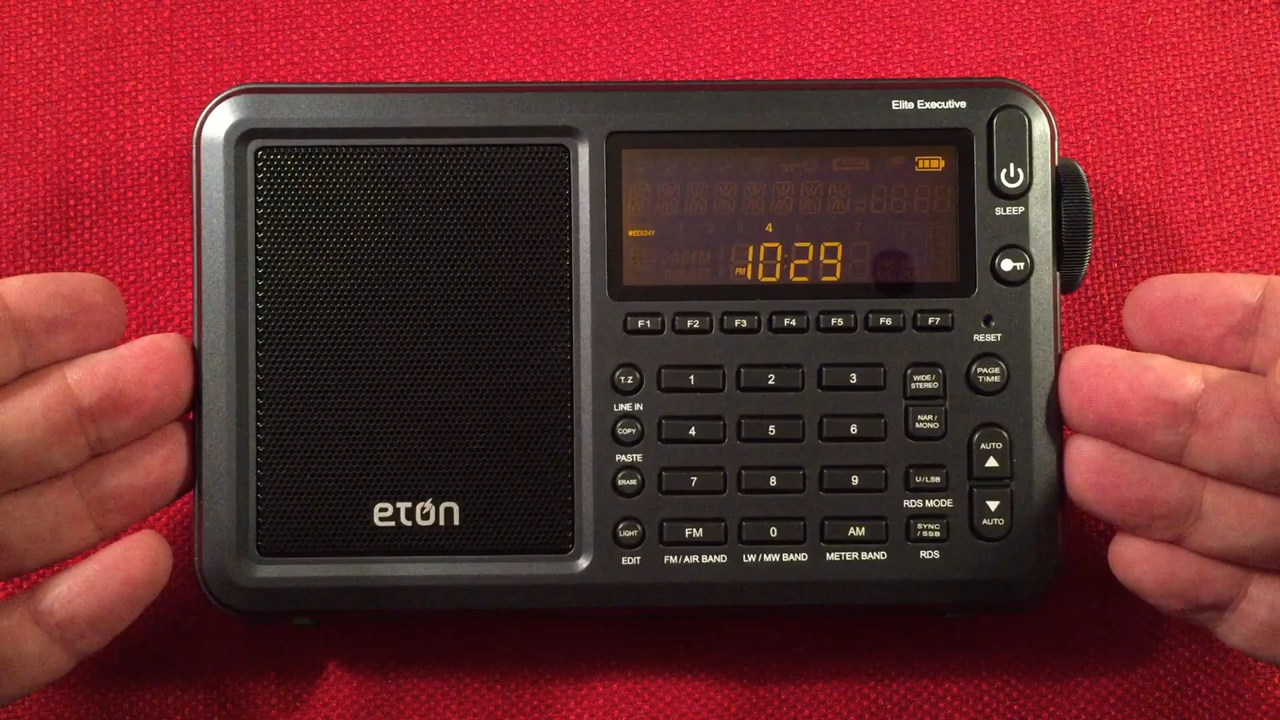 Elite Executive
WEEKDAY 4
PM 10:29
SLEEP
F1 F2 F3 F4 F5 F6 F7
RESET
T.Z 1 2 3 WIDE / STEREO PAGE TIME
LINE IN
COPY 4 5 6 NAR / MONO
PASTE
AUTO
ERASE 7 8 9 U / LSB
RDS MODE
AUTO
LIGHT FM 0 AM SYNC / SSB
EDIT FM / AIR BAND LW / MW BAND METER BAND RDS
etón